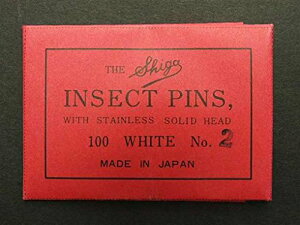 THE Shiga
INSECT PINS,
WITH STAINLESS SOLID HEAD
100 WHITE No. 2
MADE IN JAPAN